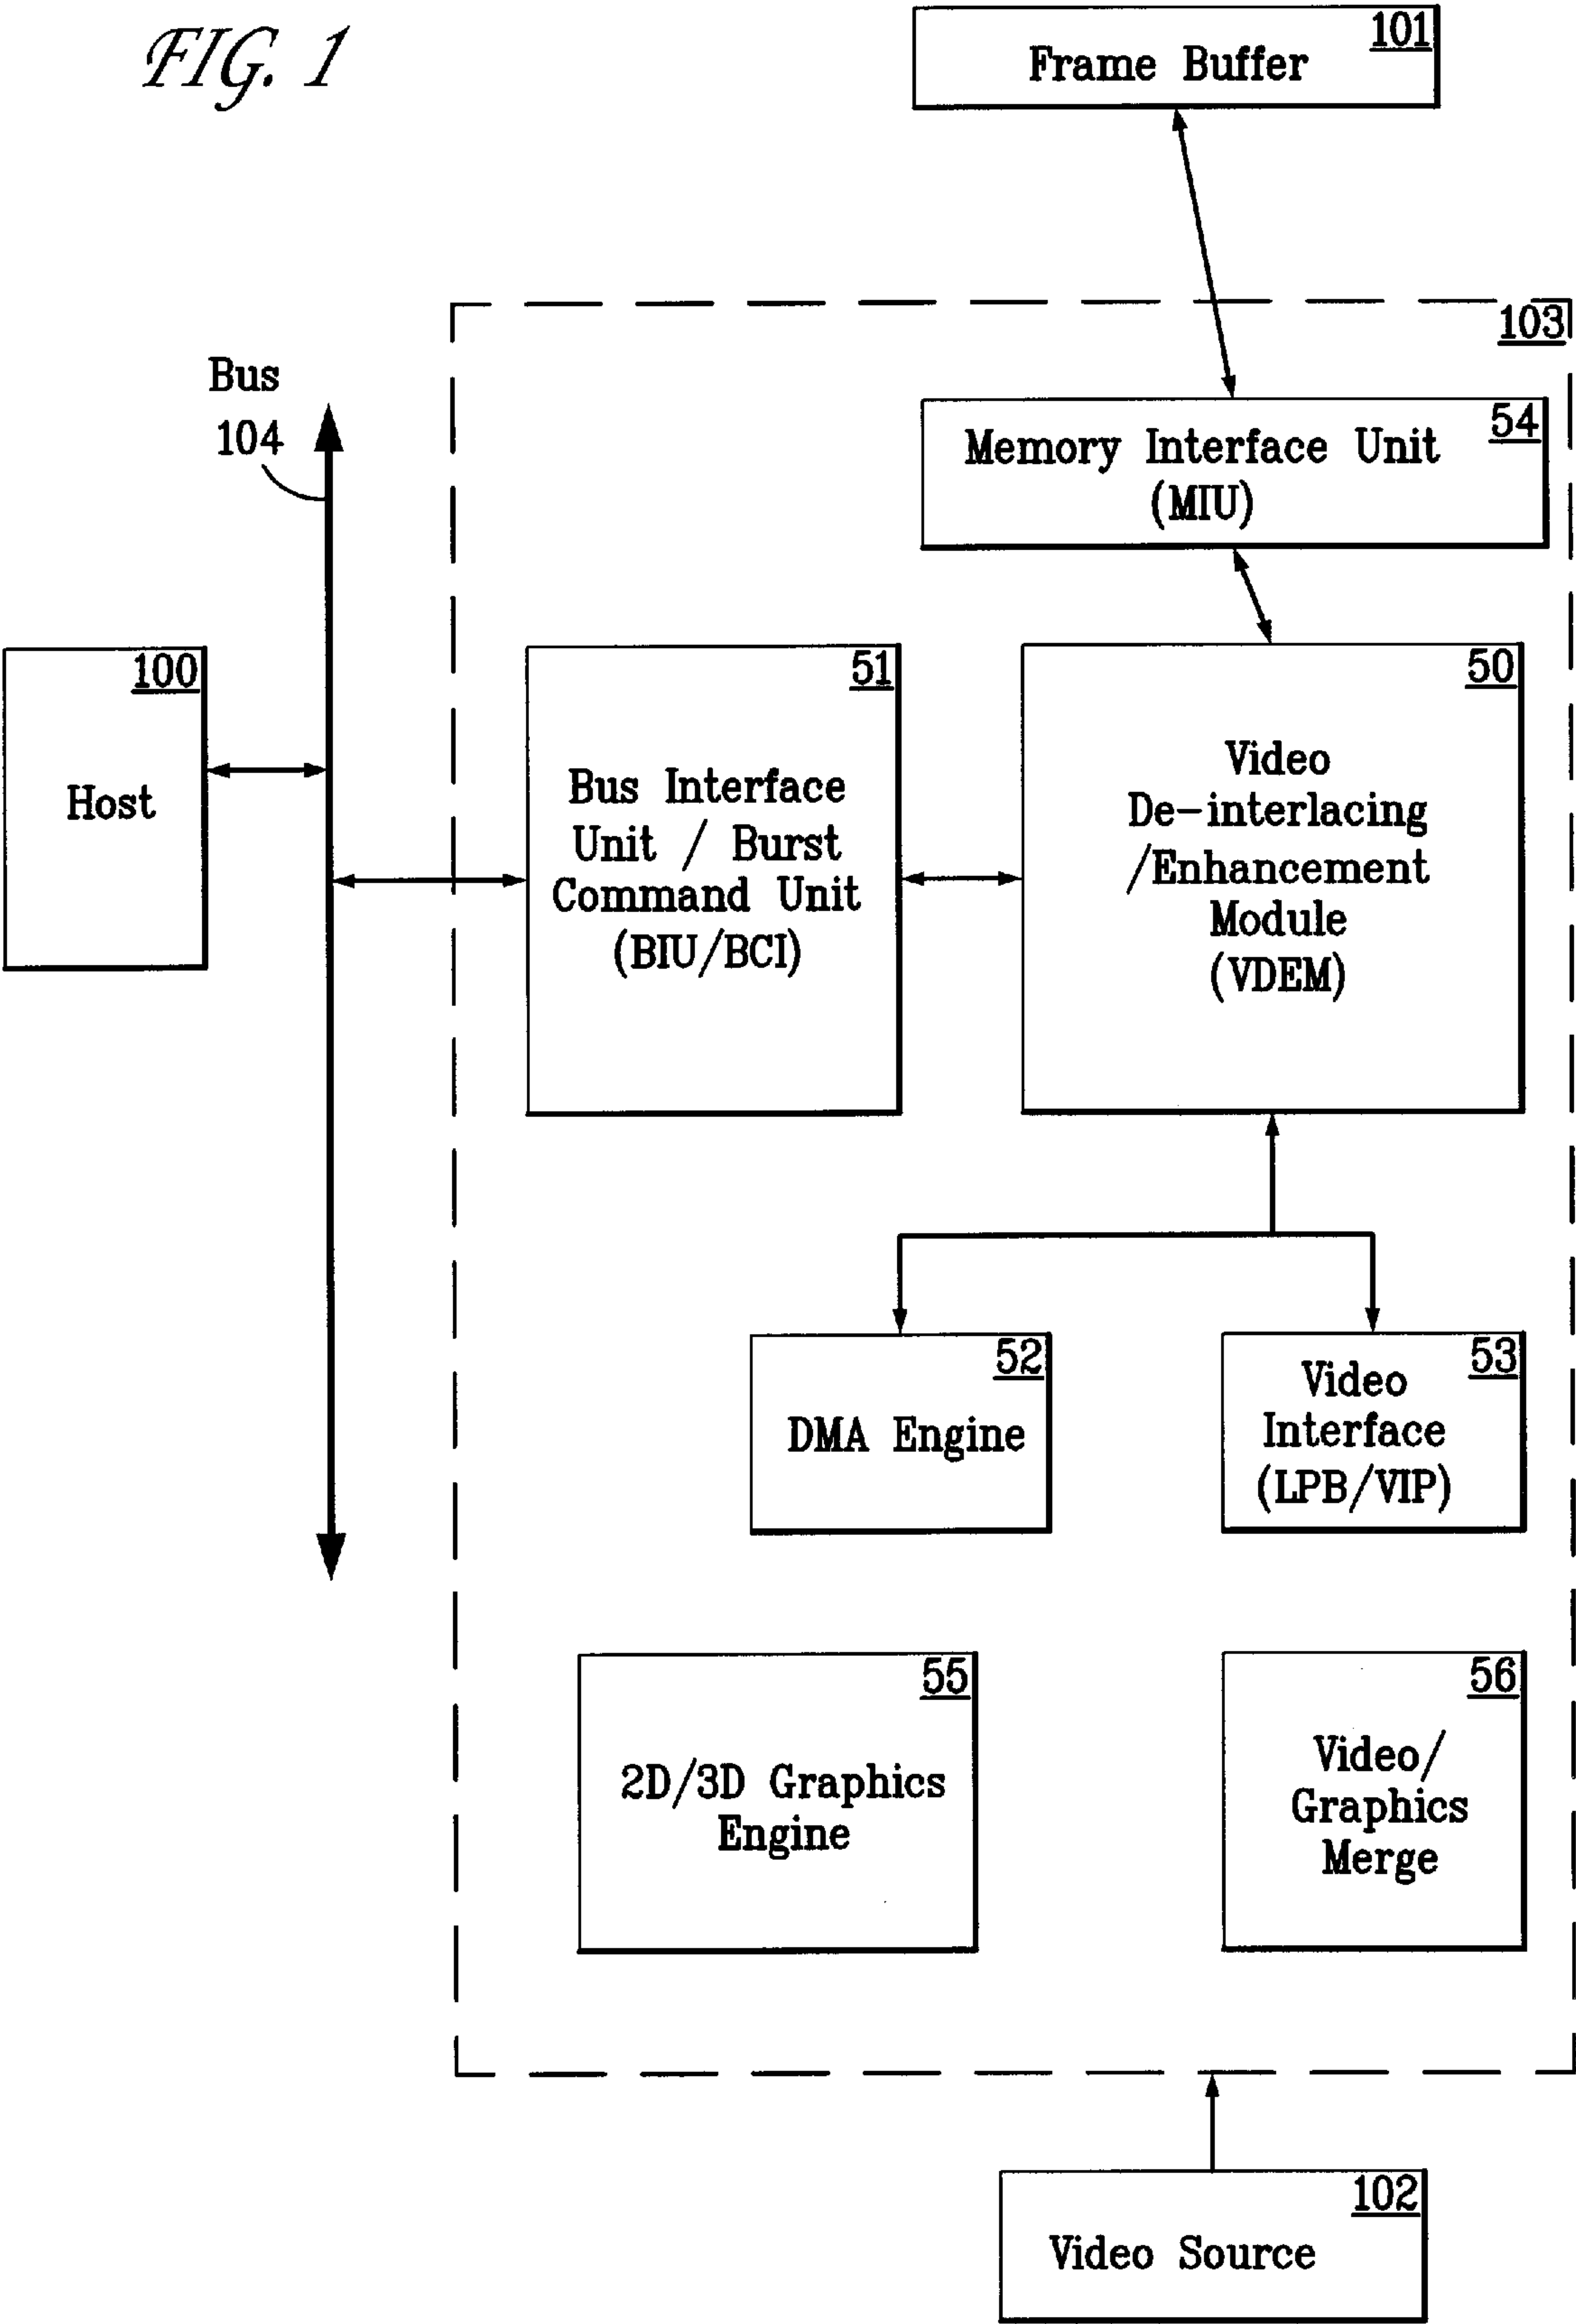 FIG. 1
101
Frame Buffer
103
Bus
104
54
Memory Interface Unit
(MIU)
100
Host
51
Bus Interface
Unit / Burst
Command Unit
(BIU/BCI)
50
Video
De-interlacing
/Enhancement
Module
(VDEM)
52
DMA Engine
53
Video
Interface
(LPB/VIP)
55
2D/3D Graphics
Engine
56
Video/
Graphics
Merge
102
Video Source